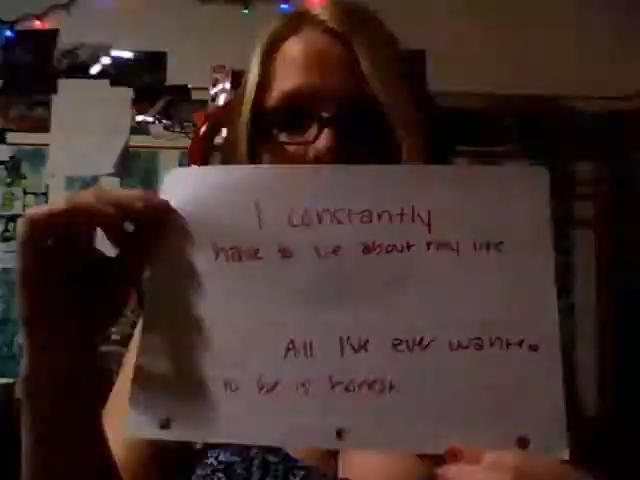 I constantly
have to lie about my life
All I've ever wanted
to be is honest